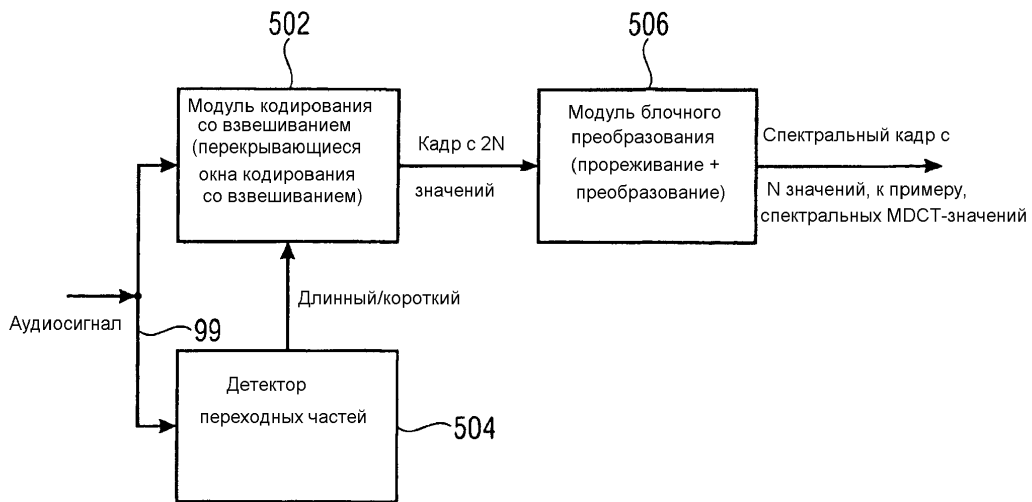 502
506
Модуль кодирования
со взвешиванием
(перекрывающиеся
окна кодирования
со взвешиванием)
Кадр с 2N
значений
Модуль блочного
преобразования
(прореживание +
преобразование)
Спектральный кадр с
N значений, к примеру,
спектральных MDCT-значений
Длинный/короткий
Аудиосигнал
99
Детектор
переходных частей
504